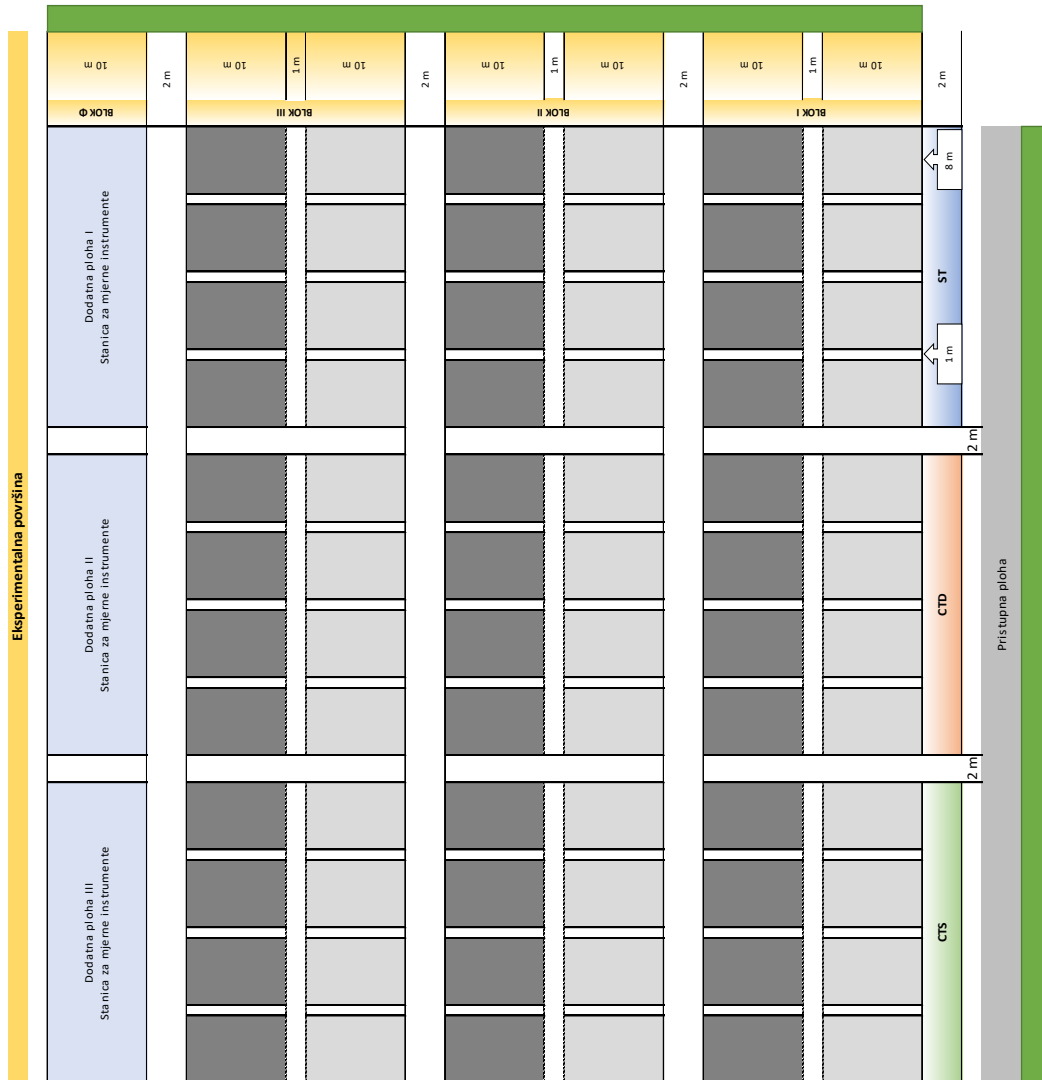 Eksperimentalna površina
10 m
2 m
10 m
1 m
10 m
2 m
10 m
1 m
10 m
2 m
10 m
1 m
10 m
2 m
BLOK Φ
BLOK III
BLOK II
BLOK I
Dodatna ploha I
Stanica za mjerne instrumente
Dodatna ploha II
Stanica za mjerne instrumente
Dodatna ploha III
Stanica za mjerne instrumente
8 m
ST
1 m
2 m
CTD
2 m
CTS
Pristupna ploha